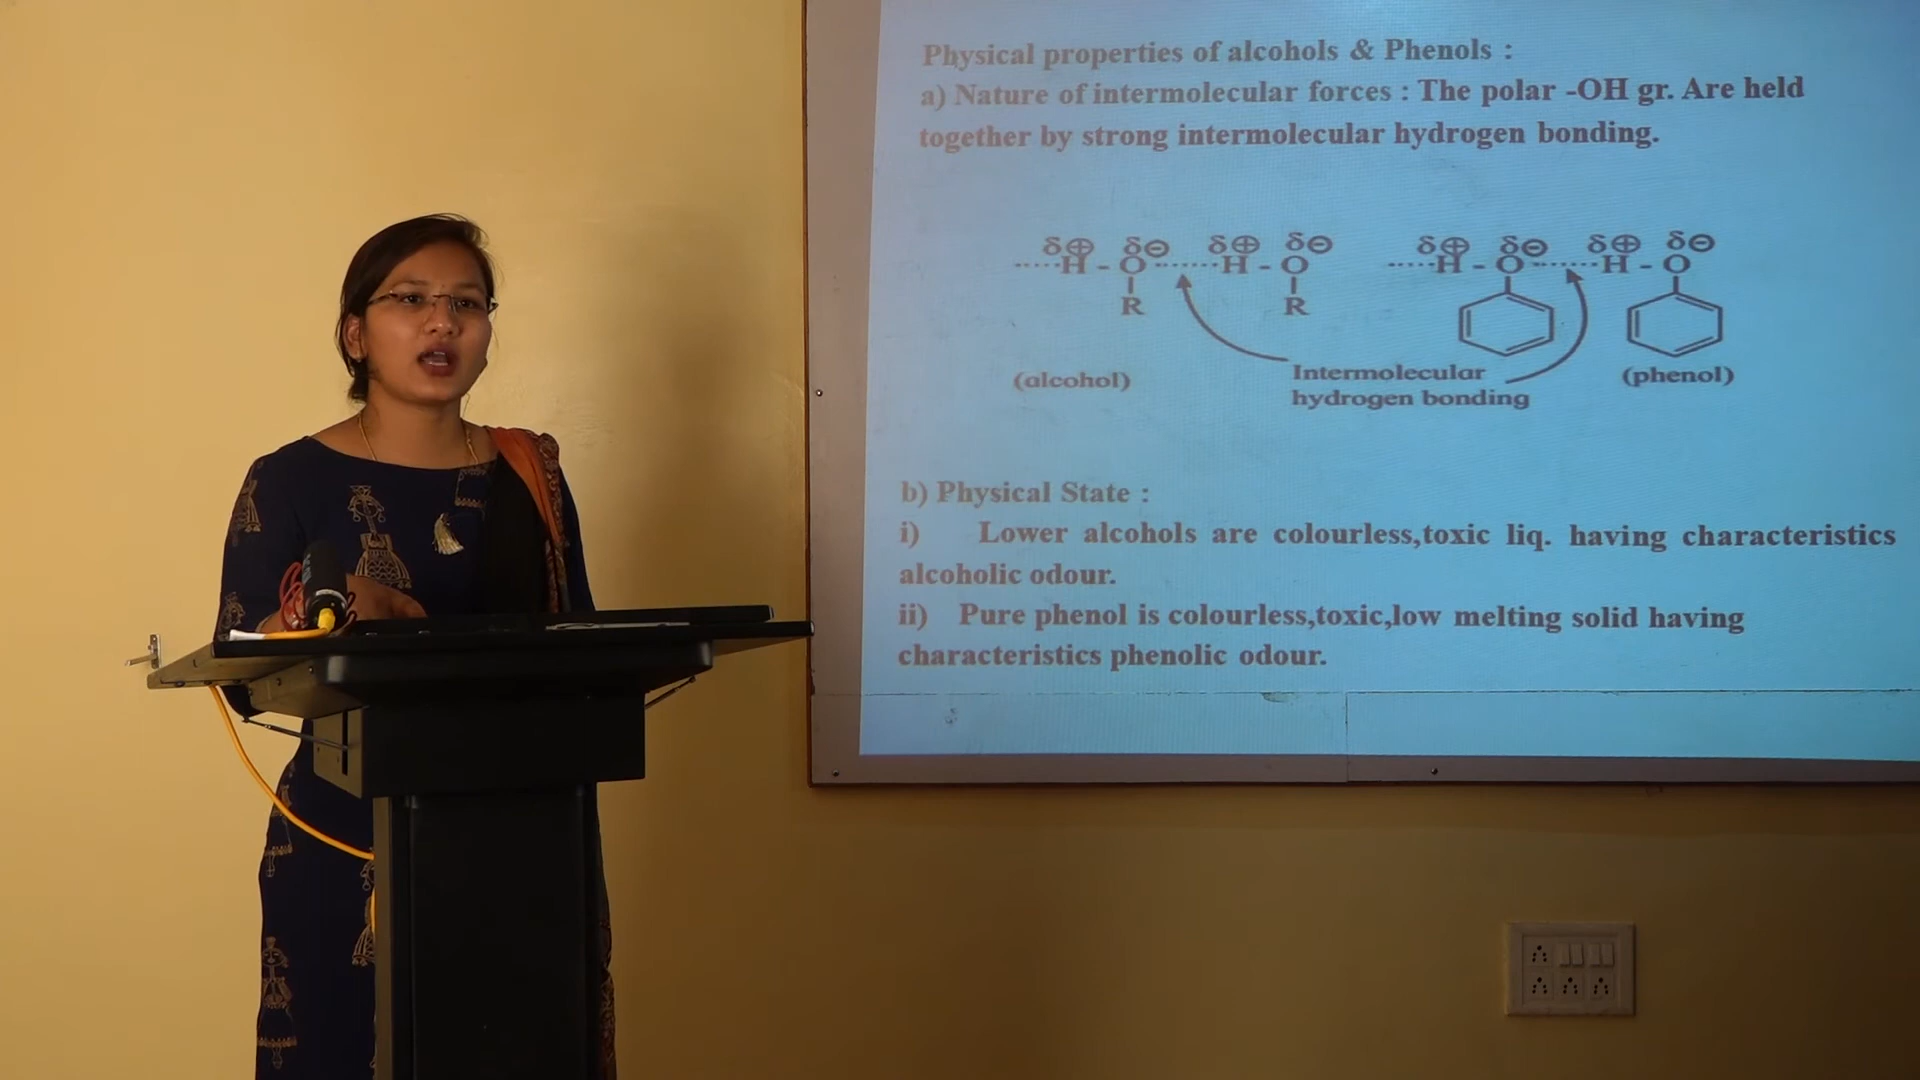 Physical properties of alcohols & Phenols :
a) Nature of intermolecular forces : The polar -OH gr. Are held
together by strong intermolecular hydrogen bonding.
δ⊕ δ⊖ δ⊕ δ⊖ δ⊕ δ⊖ δ⊕ δ⊖
.....H - O.......H - O .....H - O.......H - O
R R
(alcohol) Intermolecular (phenol)
hydrogen bonding
b) Physical State :
i) Lower alcohols are colourless,toxic liq. having characteristics
alcoholic odour.
ii) Pure phenol is colourless,toxic,low melting solid having
characteristics phenolic odour.